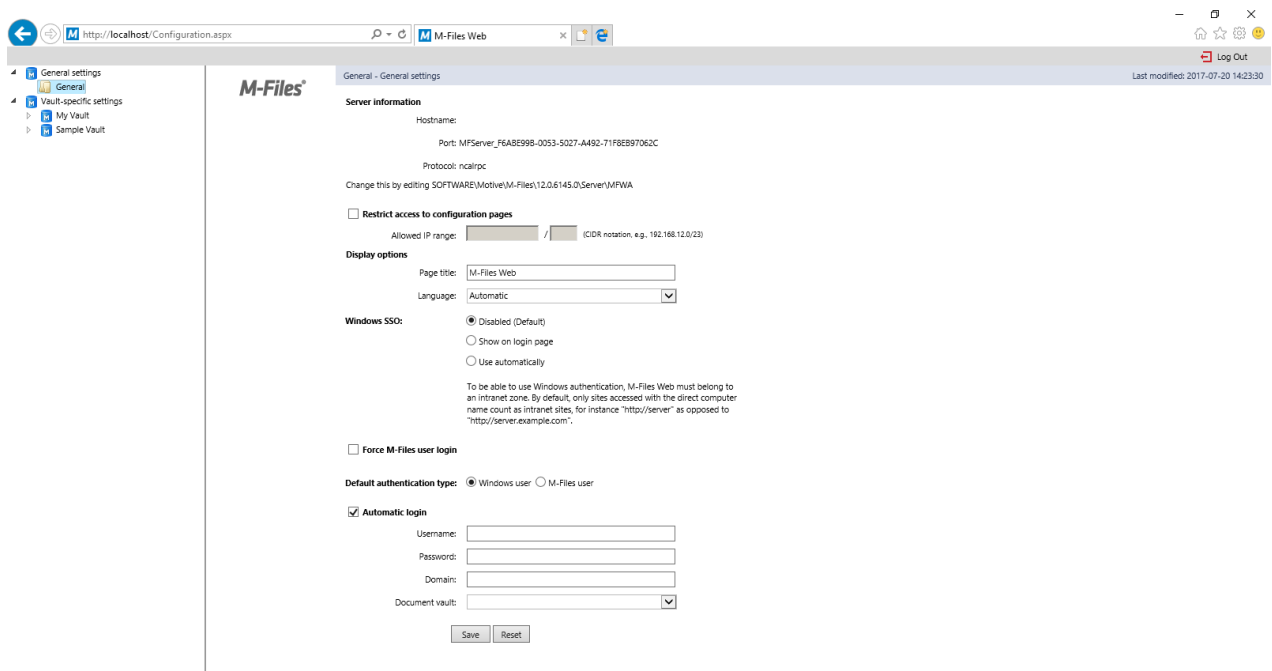 http://localhost/Configuration.aspx
M-Files Web
Log Out
General settings
General
Vault-specific settings
My Vault
Sample Vault
M-Files®
General - General settings
Last modified: 2017-07-20 14:23:30
Server information
Hostname:
Port: MFServer_F6ABE99B-0053-5027-A492-71F8EB97062C
Protocol: ncalrpc
Change this by editing SOFTWARE\Motive\M-Files\12.0.6145.0\Server\MFWA
Restrict access to configuration pages
Allowed IP range: / (CIDR notation, e.g., 192.168.12.0/23)
Display options
Page title: M-Files Web
Language: Automatic
Windows SSO: Disabled (Default)
Show on login page
Use automatically
To be able to use Windows authentication, M-Files Web must belong to
an intranet zone. By default, only sites accessed with the direct computer
name count as intranet sites, for instance "http://server" as opposed to
"http://server.example.com".
Force M-Files user login
Default authentication type: Windows user M-Files user
Automatic login
Username:
Password:
Domain:
Document vault:
Save Reset